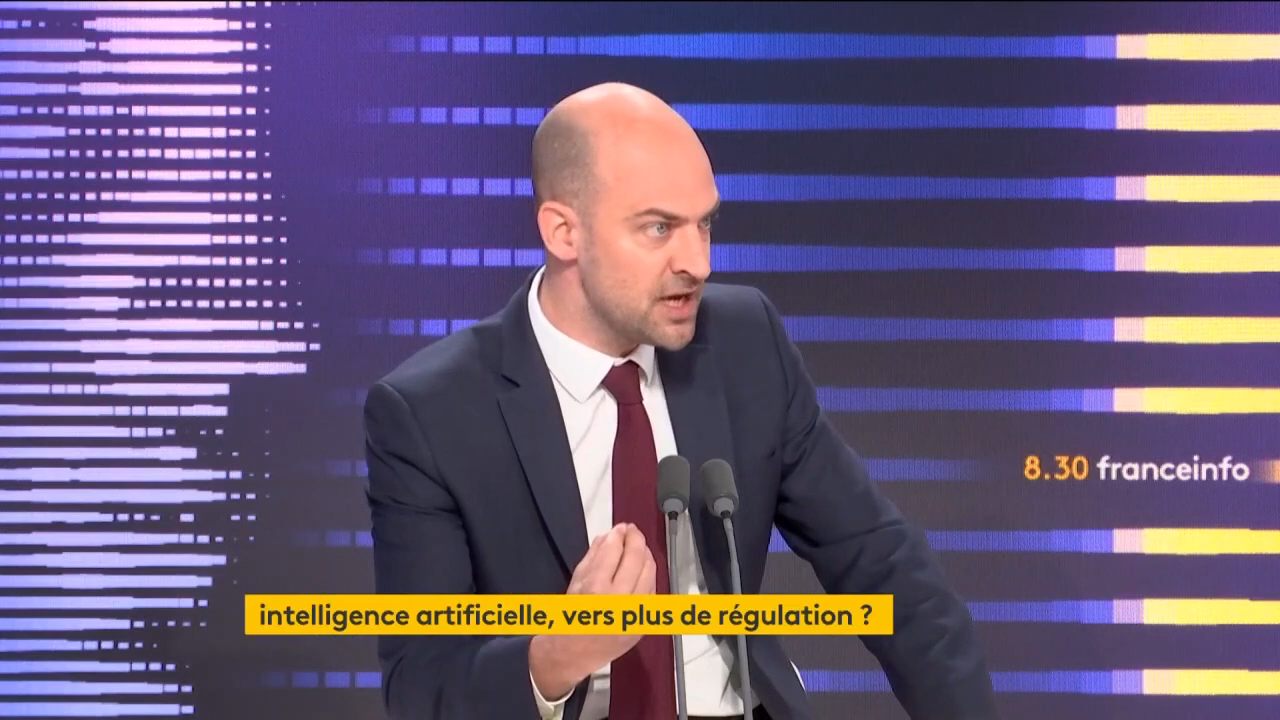 8.30 franceinfo
intelligence artificielle, vers plus de régulation ?